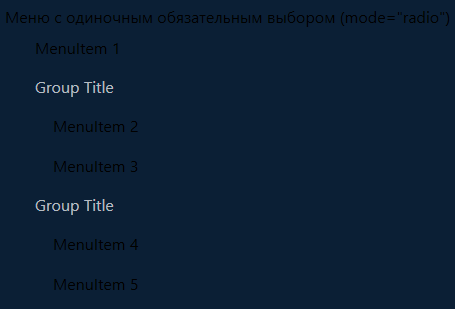 Меню с одиночным обязательным выбором (mode="radio")
MenuItem 1
Group Title
MenuItem 2
MenuItem 3
Group Title
MenuItem 4
MenuItem 5